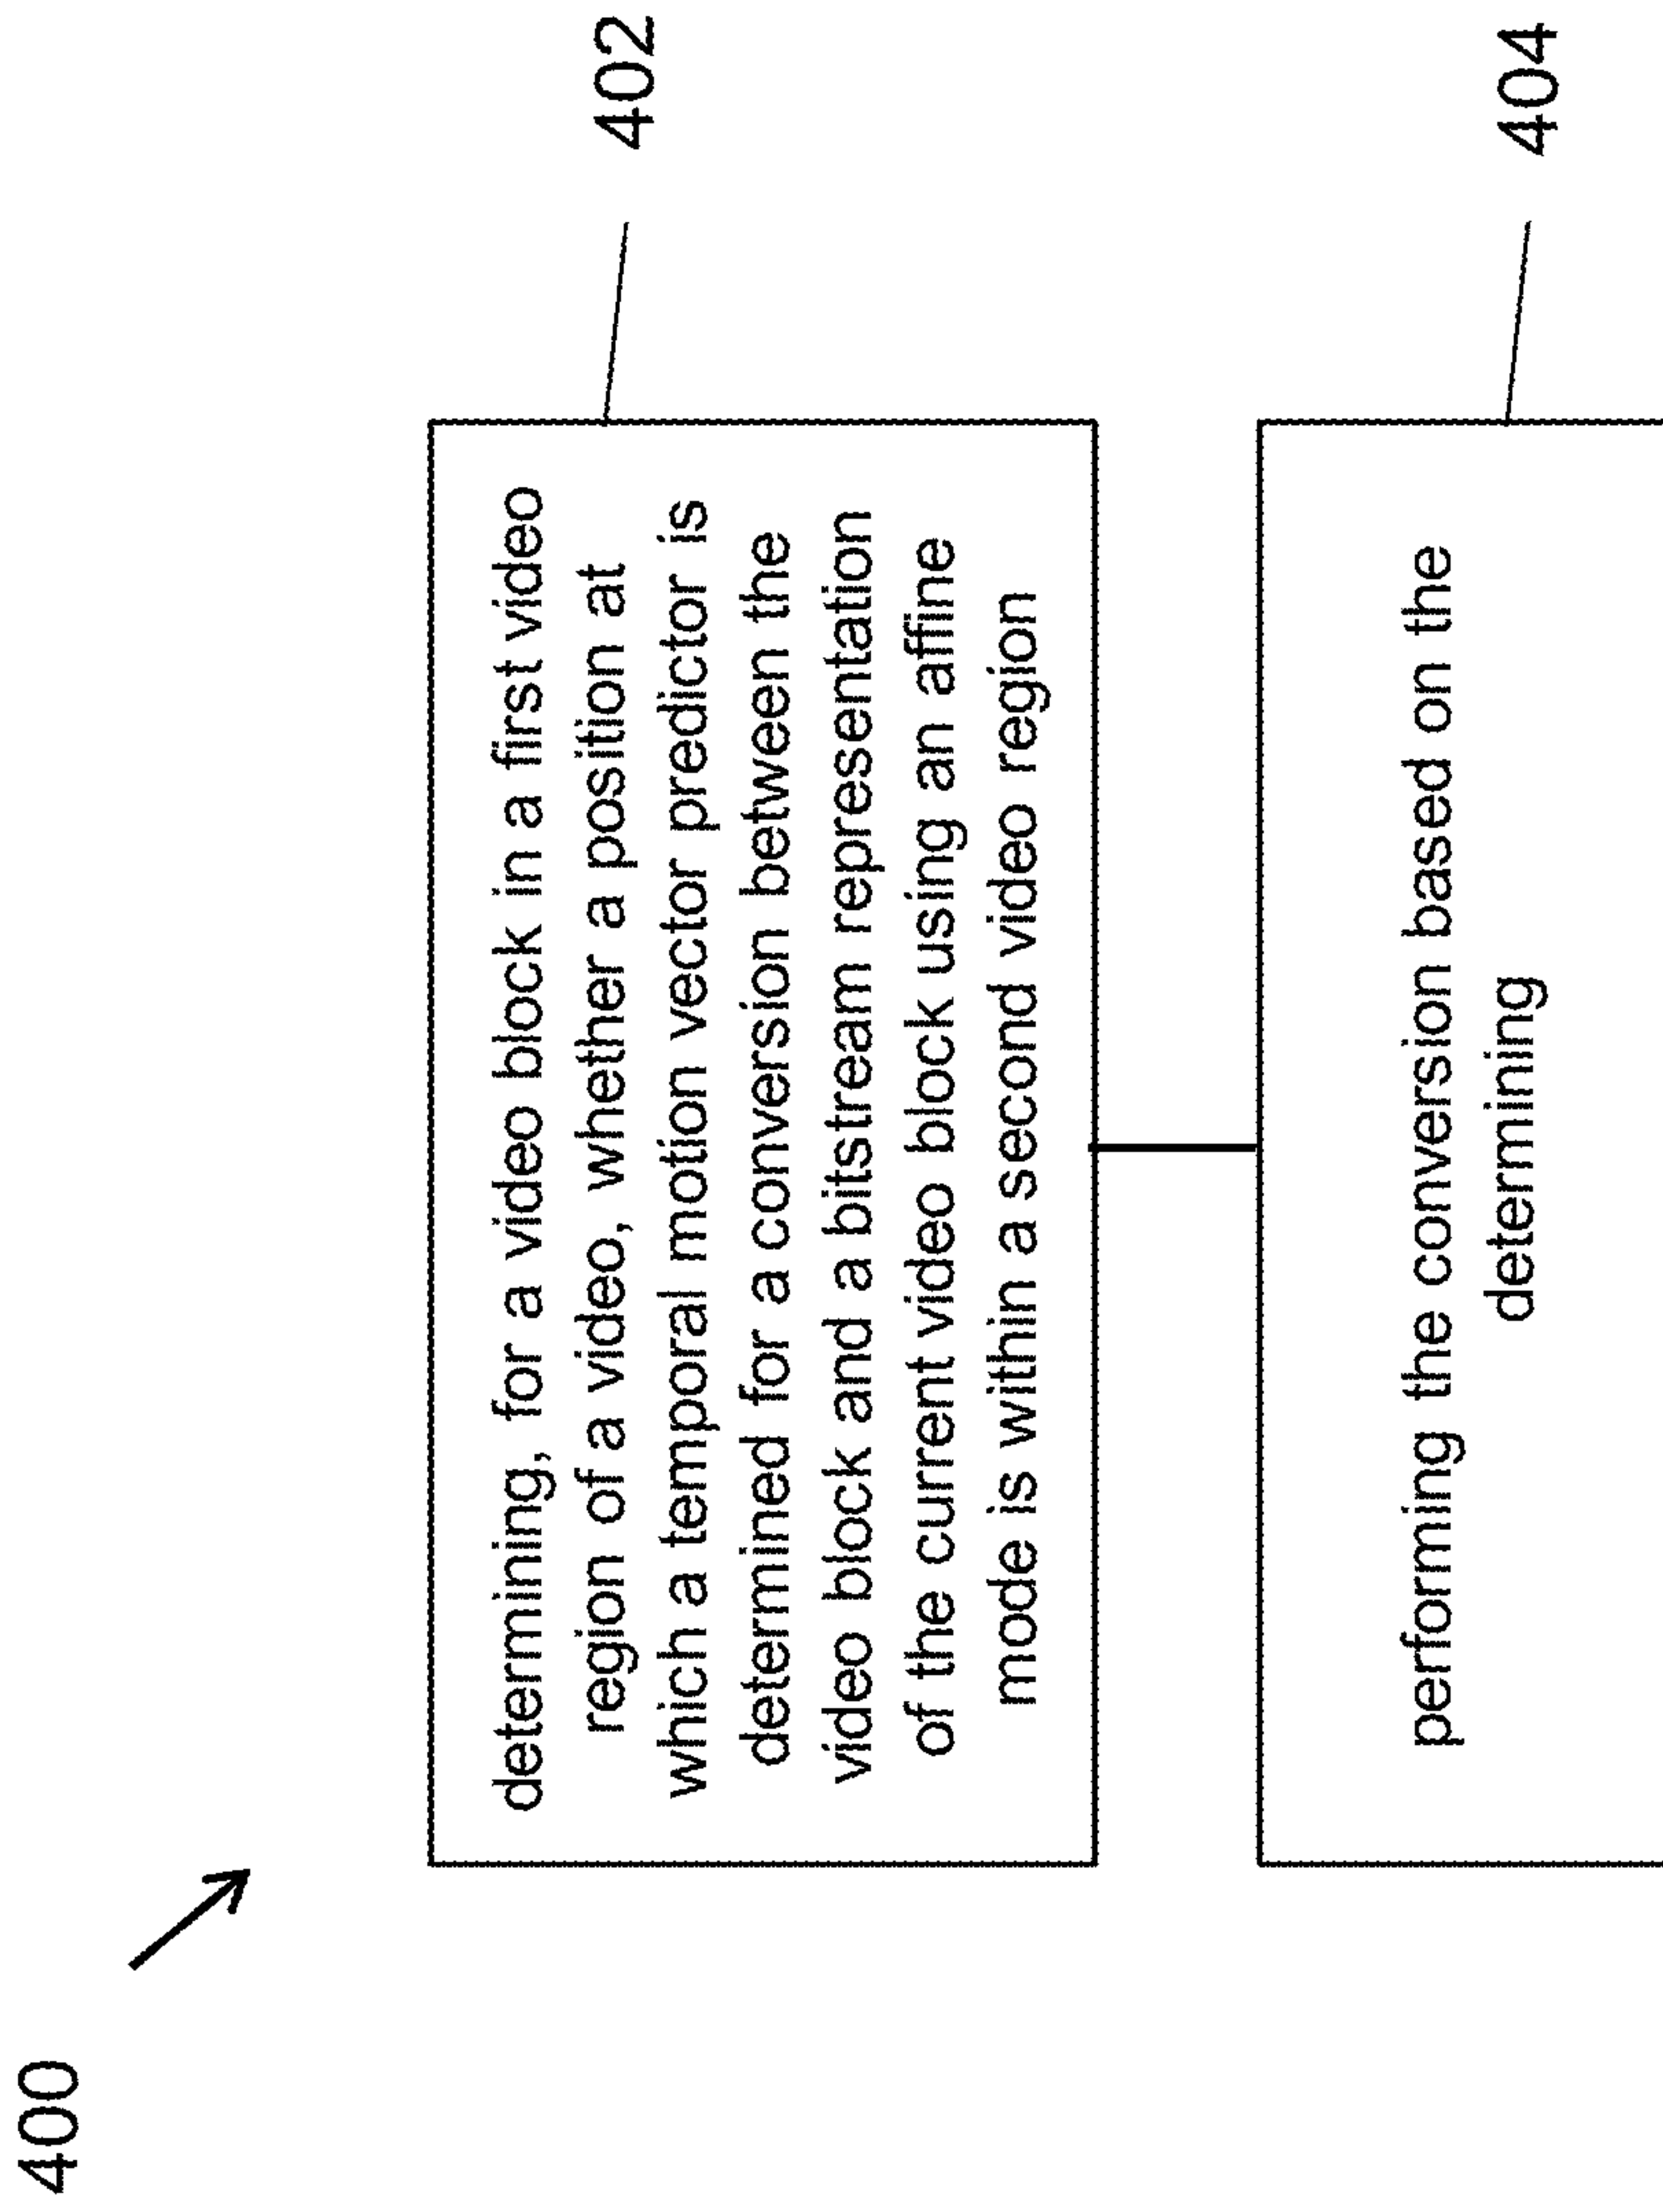 400
determining, for a video block in a first video
region of a video, whether a position at
which a temporal motion vector predictor is
determined for a conversion between the
video block and a bitstream representation
of the current video block using an affine
mode is within a second video region
402
performing the conversion based on the
determining
404